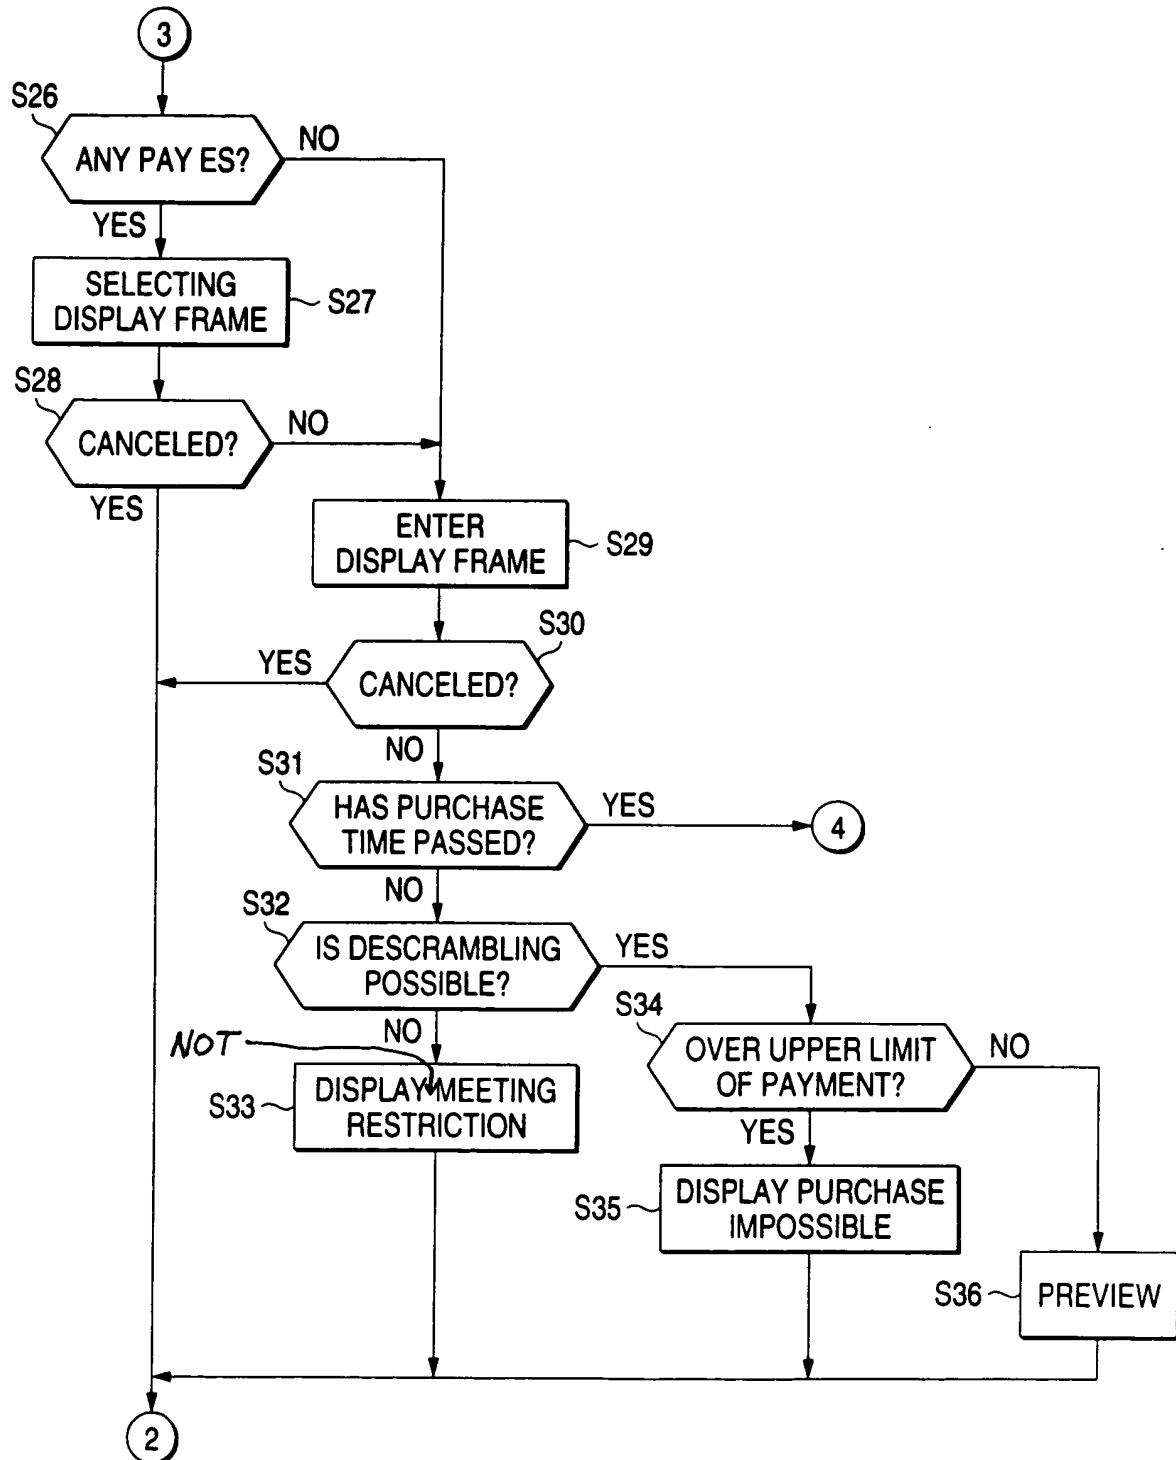 3
S26
ANY PAY ES?
NO
YES
SELECTING
DISPLAY FRAME
S27
S28
CANCELED?
NO
YES
ENTER
DISPLAY FRAME
S29
S30
YES
CANCELED?
NO
S31
HAS PURCHASE
TIME PASSED?
YES
4
NO
S32
IS DESCRAMBLING
POSSIBLE?
YES
NO
NOT
S33
DISPLAY MEETING
RESTRICTION
S34
OVER UPPER LIMIT
OF PAYMENT?
NO
YES
S35
DISPLAY PURCHASE
IMPOSSIBLE
S36
PREVIEW
2